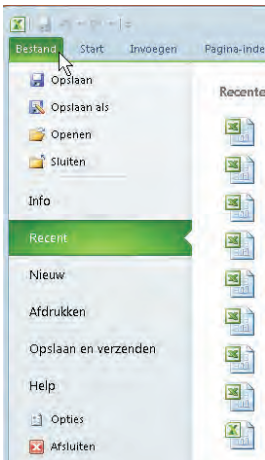 Bestand Start Invoegen Pagina-inde
Opslaan
Opslaan als
Openen
Sluiten
Recente
Info
Recent
Nieuw
Afdrukken
Opslaan en verzenden
Help
Opties
Afsluiten